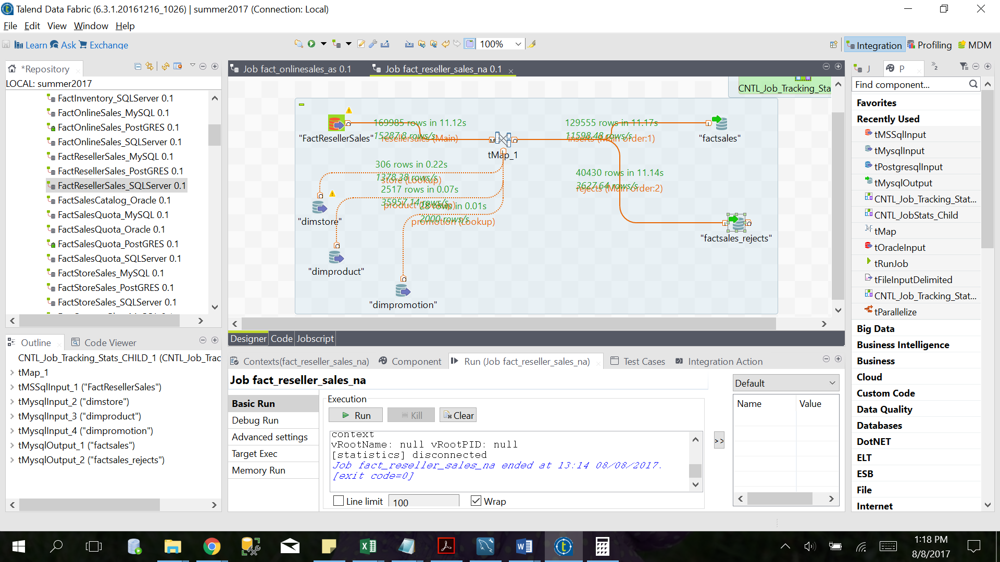 Talend Data Fabric (6.3.1.20161216_1026) | summer2017 (Connection: Local)
File Edit View Window Help
Learn Ask Exchange
100%
Integration Profiling MDM
*Repository
LOCAL: summer2017
FactInventory_SQLServer 0.1
FactOnlineSales_MySQL 0.1
FactOnlineSales_PostGRES 0.1
FactOnlineSales_SQLServer 0.1
FactResellerSales_MySQL 0.1
FactResellerSales_PostGRES 0.1
FactResellerSales_SQLServer 0.1
FactSalesCatalog_Oracle 0.1
FactSalesQuota_MySQL 0.1
FactSalesQuota_Oracle 0.1
FactSalesQuota_PostGRES 0.1
FactSalesQuota_SQLServer 0.1
FactStoreSales_MySQL 0.1
FactStoreSales_PostGRES 0.1
FactStoreSales_SQLServer 0.1
Outline Code Viewer
CNTL_Job_Tracking_Stats_CHILD_1 (CNTL_Job_Trac
tMap_1
tMSSqlInput_1 ("FactResellerSales")
tMysqlInput_2 ("dimstore")
tMysqlInput_3 ("dimproduct")
tMysqlInput_4 ("dimpromotion")
tMysqlOutput_1 ("factsales")
tMysqlOutput_2 ("factsales_rejects")
Job fact_onlinesales_as 0.1 Job fact_reseller_sales_na 0.1
CNTL_Job_Tracking_Sta
169985 rows in 11.12s
15287.8 rows/s
resellersales (Main)
"FactResellerSales"
129555 rows in 11.17s
11598.48 rows/s
inserts (Main order:1)
"factsales"
tMap_1
306 rows in 0.22s
1378.38 rows/s
store (Lookup)
2517 rows in 0.07s
35957.14 rows/s
product (Lookup)
28 rows in 0.01s
2000 rows/s
promotion (Lookup)
40430 rows in 11.14s
3627.64 rows/s
rejects (Main order:2)
"dimstore"
"factsales_rejects"
"dimproduct"
"dimpromotion"
Designer Code Jobscript
Contexts(fact_reseller_sales_na) Component Run (Job fact_reseller_sales_na) Test Cases Integration Action
Job fact_reseller_sales_na
Basic Run
Debug Run
Advanced settings
Target Exec
Memory Run
Execution
Run Kill Clear
context
vRootName: null vRootPID: null
[statistics] disconnected
Job fact_reseller_sales_na ended at 13:14 08/08/2017.
[exit code=0]
Line limit 100 Wrap
>>
Default
Name Value
J P »2
Find component...
Favorites
Recently Used
tMSSqlInput
tMysqlInput
tPostgresqlInput
tMysqlOutput
CNTL_Job_Tracking_Stat...
CNTL_JobStats_Child
tMap
tOracleInput
tRunJob
tFileInputDelimited
CNTL_Job_Tracking_Stat...
tParallelize
Big Data
Business Intelligence
Business
Cloud
Custom Code
Data Quality
Databases
DotNET
ELT
ESB
File
Internet
1:18 PM
8/8/2017